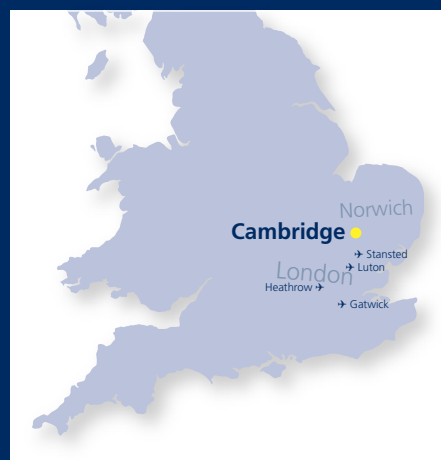 Norwich
Cambridge
Stansted
Luton
London
Heathrow
Gatwick